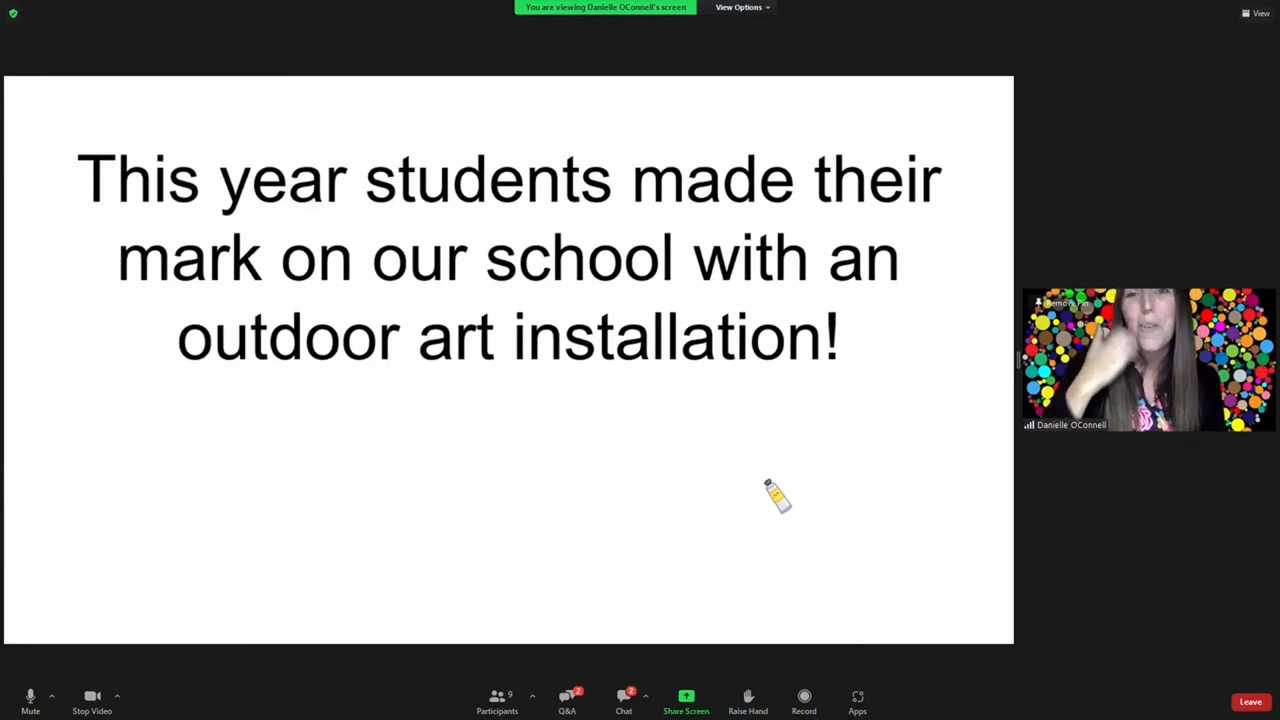 You are viewing Danielle OConnell's screen
View Options
View
This year students made their
mark on our school with an
outdoor art installation!
Remove Pin
Danielle OConnell
Mute
Stop Video
9
Participants
2
Q&A
2
Chat
Share Screen
Raise Hand
Record
Apps
Leave